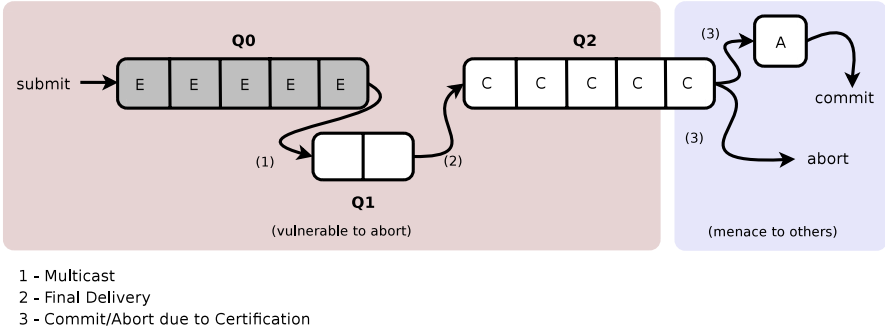 Q0
Q2
(3)
A
submit
E E E E E
C C C C C
commit
(1)
(2)
(3)
abort
Q1
(vulnerable to abort)
(menace to others)
1 - Multicast
2 - Final Delivery
3 - Commit/Abort due to Certification